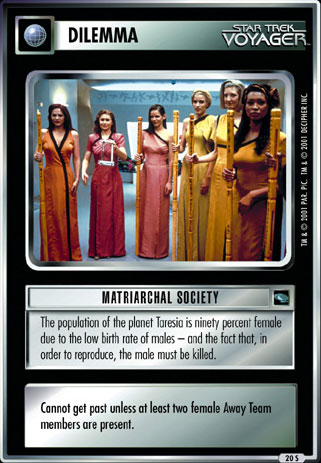 DILEMMA
STAR TREK
VOYAGER
TM & © 2001 PAR. PIC. TM & © 2001 DECIPHER INC.
MATRIARCHAL SOCIETY
The population of the planet Taresia is ninety percent female
due to the low birth rate of males – and the fact that, in
order to reproduce, the male must be killed.
Cannot get past unless at least two female Away Team
members are present.
20 S